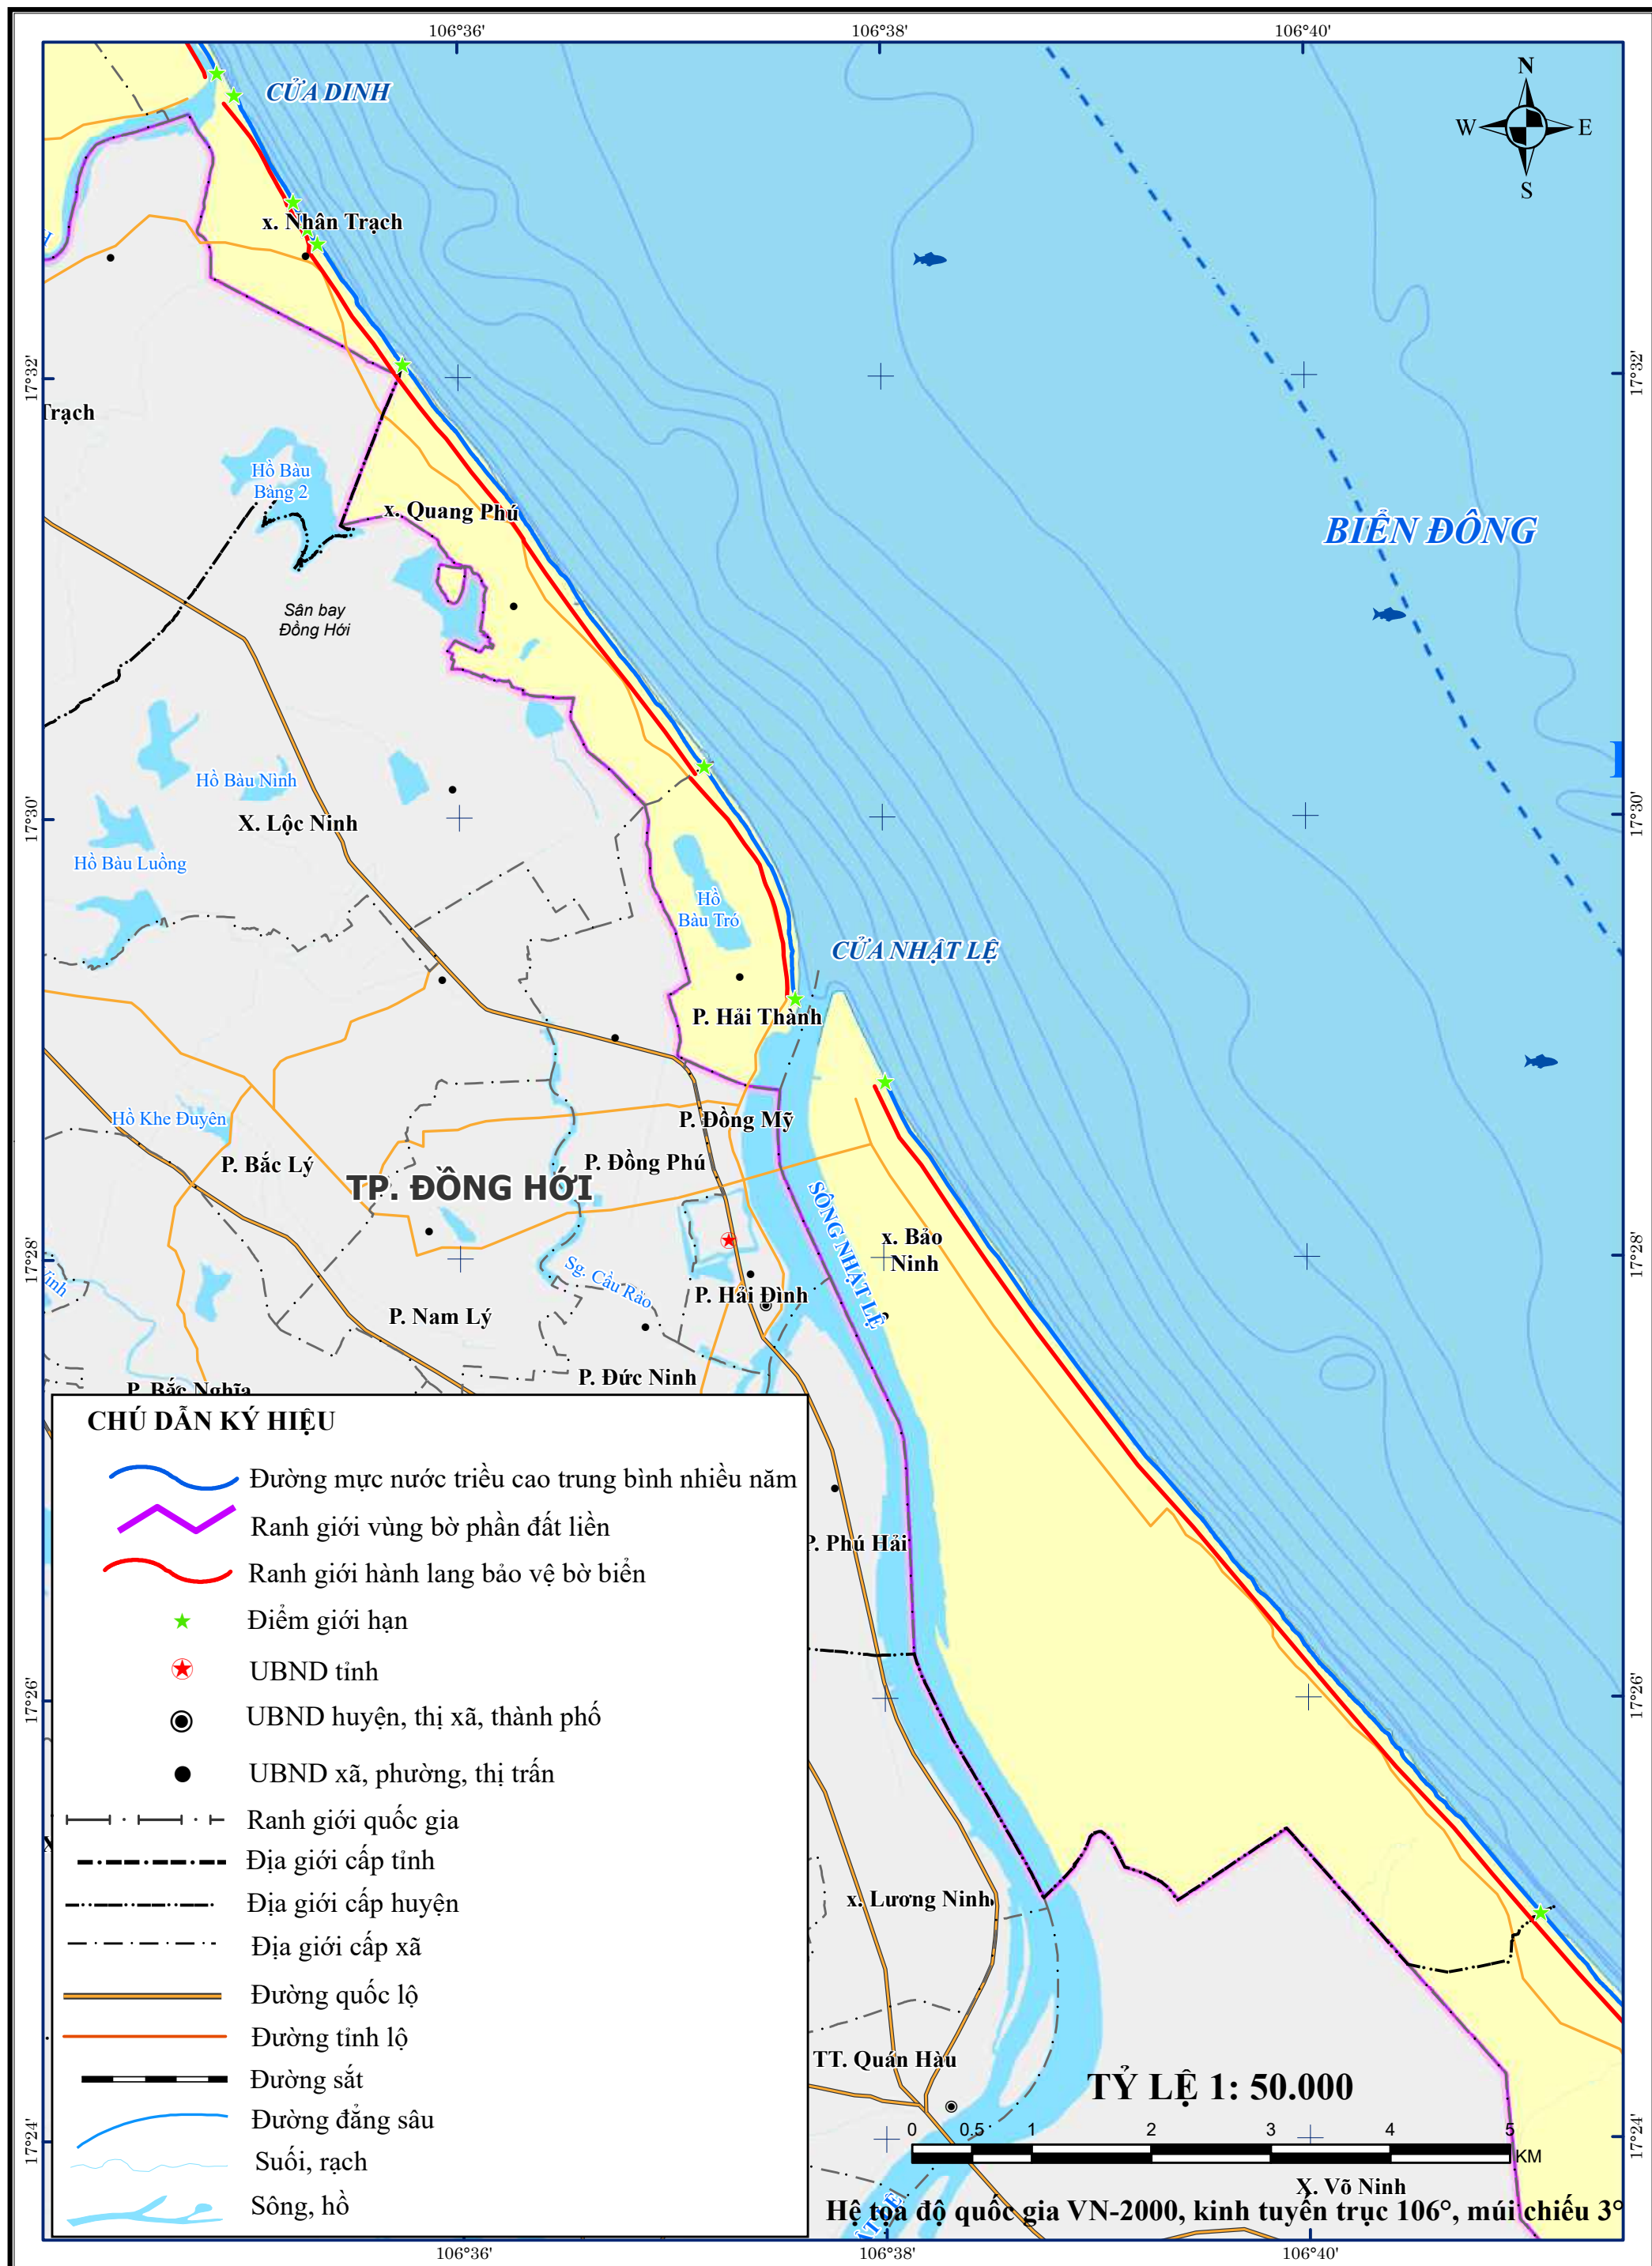 106°36'
106°38'
106°40'
CỬA DINH
N
W
E
S
x. Nhân Trạch
17°32'
17°32'
Trạch
Hồ Bàu
Bàng 2
x. Quang Phú
BIỂN ĐÔNG
Sân bay
Đồng Hới
Hồ Bàu Nình
X. Lộc Ninh
17°30'
17°30'
Hồ Bàu Luồng
Hồ
Bàu Tró
CỬA NHẬT LỆ
P. Hải Thành
Hồ Khe Đuyên
P. Đồng Mỹ
P. Bắc Lý
P. Đồng Phú
TP. ĐỒNG HỚI
SÔNG NHẬT LỆ
x. Bảo
Ninh
17°28'
17°28'
Sg. Cầu Rào
P. Hải Đình
P. Nam Lý
P. Đức Ninh
P. Bắc Nghĩa
CHÚ DẪN KÝ HIỆU
Đường mực nước triều cao trung bình nhiều năm
Ranh giới vùng bờ phần đất liền
P. Phú Hải
Ranh giới hành lang bảo vệ bờ biển
Điểm giới hạn
UBND tỉnh
17°26'
17°26'
UBND huyện, thị xã, thành phố
UBND xã, phường, thị trấn
Ranh giới quốc gia
Địa giới cấp tỉnh
Địa giới cấp huyện
x. Lương Ninh
Địa giới cấp xã
Đường quốc lộ
Đường tỉnh lộ
TT. Quán Hàu
Đường sắt
TỶ LỆ 1: 50.000
Đường đẳng sâu
0 0,5 1 2 3 4 5
KM
17°24'
17°24'
Suối, rạch
X. Võ Ninh
Sông, hồ
Hệ tọa độ quốc gia VN-2000, kinh tuyến trục 106°, múi chiếu 3°
106°36'
106°38'
106°40'